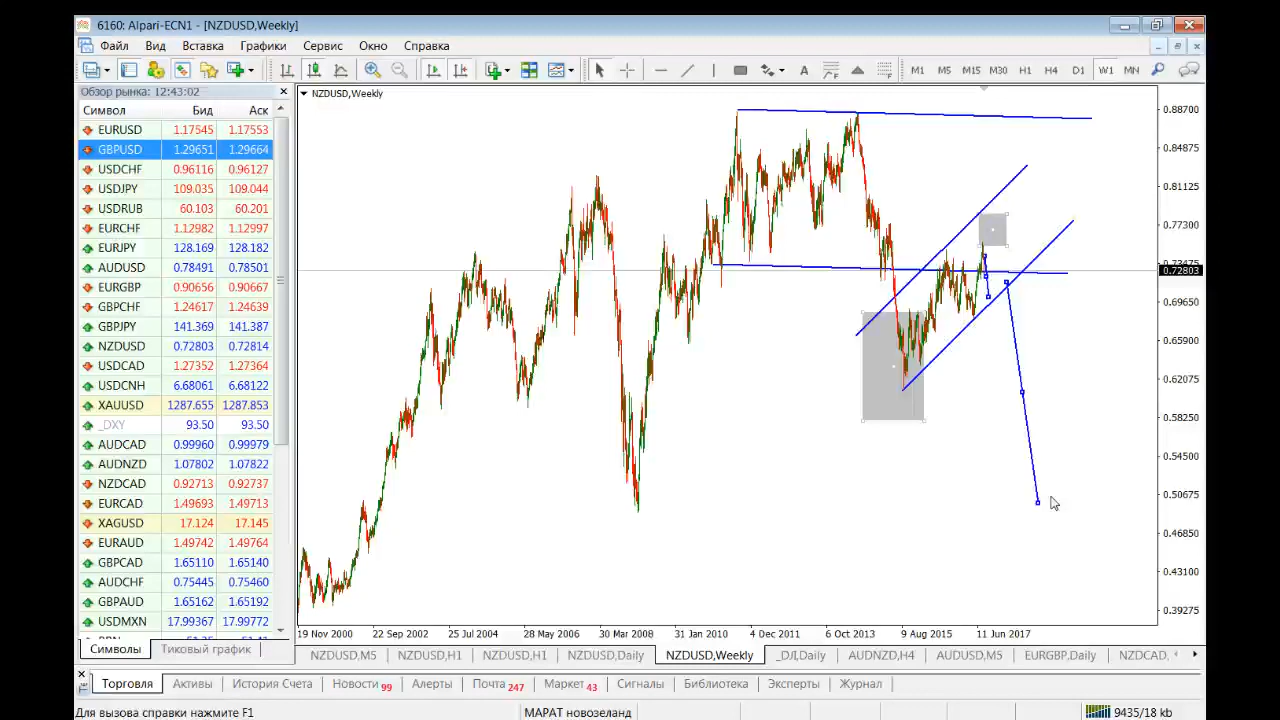 6160: Alpari-ECN1 - [NZDUSD,Weekly]
Файл Вид Вставка Графики Сервис Окно Справка
M1 M5 M15 M30 H1 H4 D1 W1 MN
Обзор рынка: 12:43:02
Символ Бид Аск
EURUSD 1.17545 1.17553
GBPUSD 1.29651 1.29664
USDCHF 0.96116 0.96127
USDJPY 109.035 109.044
USDRUB 60.103 60.201
EURCHF 1.12982 1.12997
EURJPY 128.169 128.182
AUDUSD 0.78491 0.78501
EURGBP 0.90656 0.90667
GBPCHF 1.24617 1.24639
GBPJPY 141.369 141.387
NZDUSD 0.72803 0.72814
USDCAD 1.27352 1.27364
USDCNH 6.68061 6.68122
XAUUSD 1287.655 1287.853
_DXY 93.50 93.50
AUDCAD 0.99960 0.99979
AUDNZD 1.07802 1.07822
NZDCAD 0.92713 0.92737
EURCAD 1.49693 1.49713
XAGUSD 17.124 17.145
EURAUD 1.49742 1.49764
GBPCAD 1.65110 1.65140
AUDCHF 0.75445 0.75460
GBPAUD 1.65162 1.65192
USDMXN 17.99367 17.99772
Символы Тиковый график
NZDUSD,Weekly
0.88700
0.84875
0.81125
0.77300
0.73475
0.72803
0.69650
0.65900
0.62075
0.58250
0.54500
0.50675
0.46850
0.43100
0.39275
19 Nov 2000 22 Sep 2002 25 Jul 2004 28 May 2006 30 Mar 2008 31 Jan 2010 4 Dec 2011 6 Oct 2013 9 Aug 2015 11 Jun 2017
NZDUSD,M5 NZDUSD,H1 NZDUSD,H1 NZDUSD,Daily NZDUSD,Weekly _DX,Daily AUDNZD,H4 AUDUSD,M5 EURGBP,Daily NZDCAD,
Торговля Активы История Счета Новости 99 Алерты Почта 247 Маркет 43 Сигналы Библиотека Эксперты Журнал
Для вызова справки нажмите F1 МАРАТ новозеланд 9435/18 kb